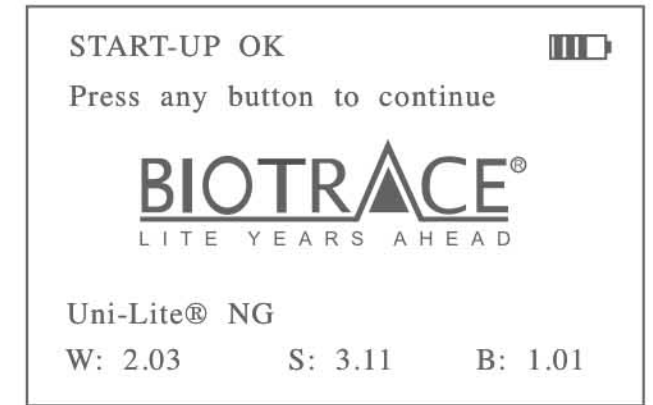 START-UP OK
Press any button to continue
BIOTRACE®
LITE YEARS AHEAD
Uni-Lite® NG
W: 2.03 S: 3.11 B: 1.01